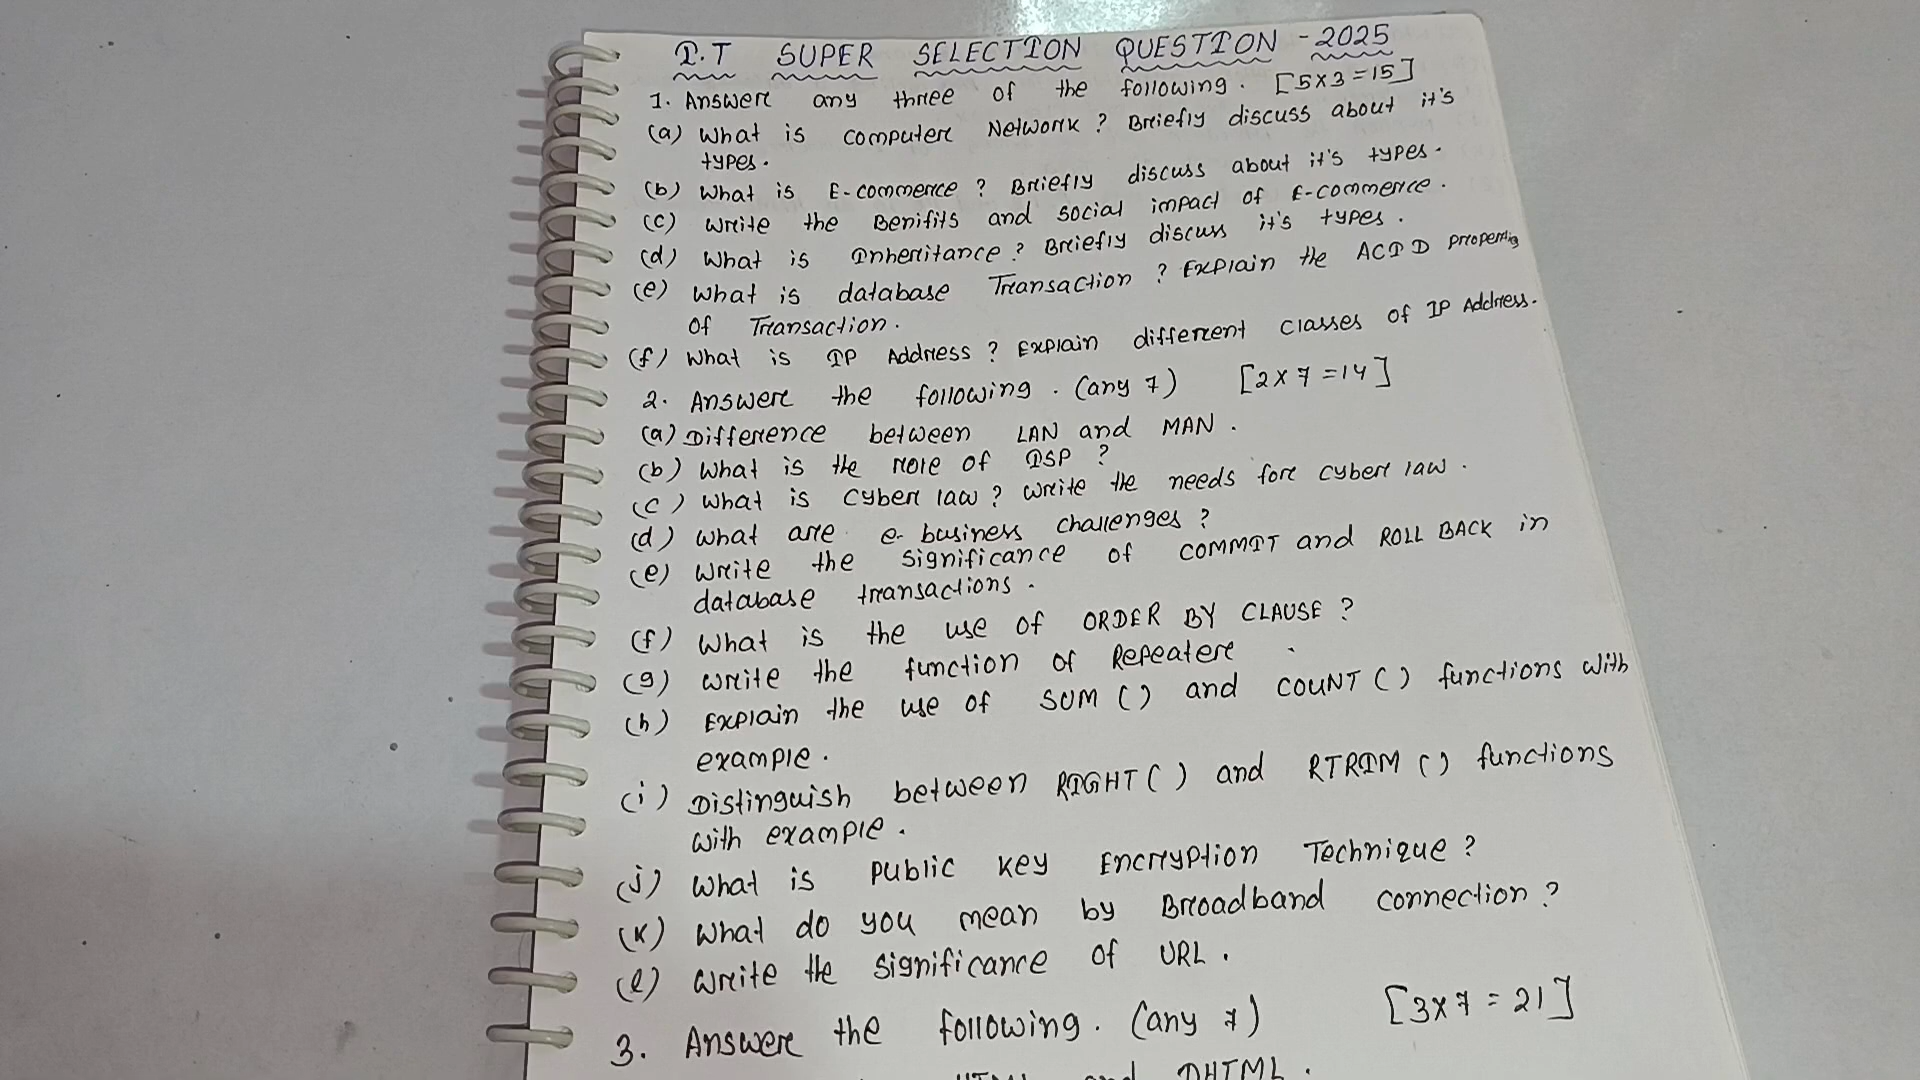 I.T SUPER SELECTION QUESTION - 2025
1. Answer any three of the following. [5x3=15]
(a) What is computer Network? Briefly discuss about it's
types.
(b) What is E-commerce? Briefly discuss about it's types.
(c) Write the Benifits and social impact of E-commerce.
(d) What is Inheritance? Briefly discuss it's types.
(e) What is database Transaction? Explain the ACID properties
of Transaction.
(f) What is IP Address? Explain different classes of IP Address.
2. Answer the following. (any 7) [2x7=14]
(a) Difference between LAN and MAN.
(b) What is the role of ISP?
(c) What is cyber law? Write the needs for cyber law.
(d) What are e-business challenges?
(e) Write the significance of COMMIT and ROLL BACK in
database transactions.
(f) What is the use of ORDER BY CLAUSE?
(g) Write the function of Repeater.
(h) Explain the use of SUM () and COUNT () functions with
example.
(i) Distinguish between RIGHT() and RTRIM () functions
with example.
(j) What is public key Encryption Technique?
(k) What do you mean by Broadband connection?
(l) Write the significance of URL.
3. Answer the following. (any 7) [3x7=21]
HTML and DHTML.